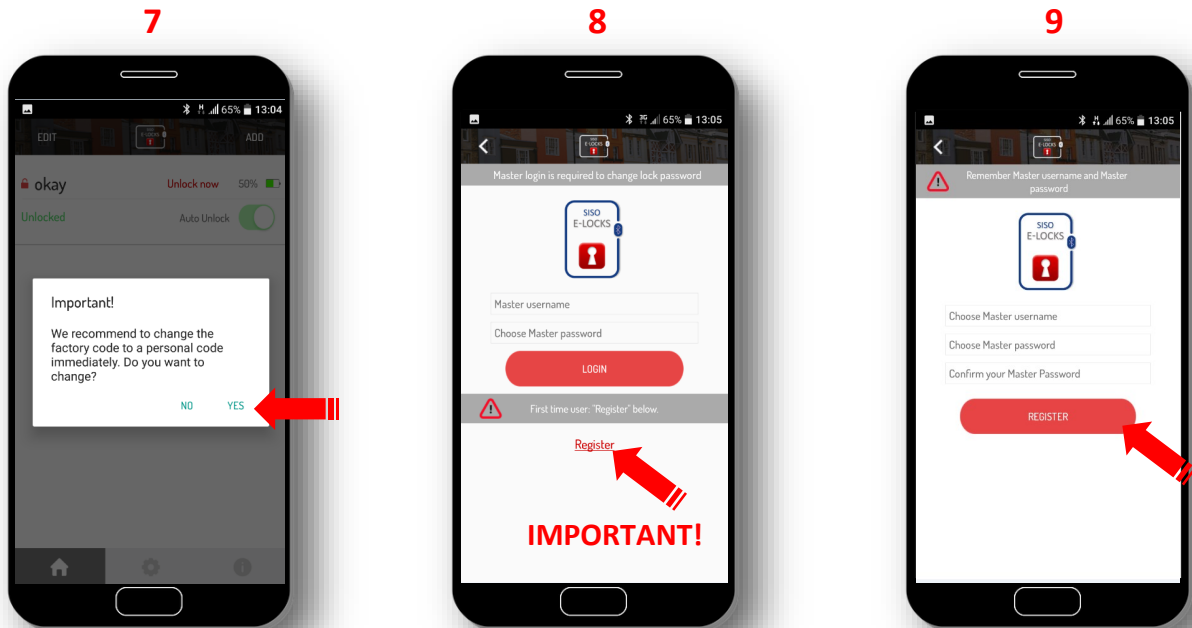 7
8
9
65% 13:04
EDIT
SISO
E-LOCKS
ADD
okay
Unlock now
50%
Unlocked
Auto Unlock
Important!
We recommend to change the
factory code to a personal code
immediately. Do you want to
change?
NO
YES
3G
65% 13:05
E-LOCKS
Master login is required to change lock password
SISO
E-LOCKS
Master username
Choose Master password
LOGIN
First time user: "Register" below.
Register
IMPORTANT!
65% 13:05
E-LOCKS
Remember Master username and Master
password
SISO
E-LOCKS
Choose Master username
Choose Master password
Confirm your Master Password
REGISTER